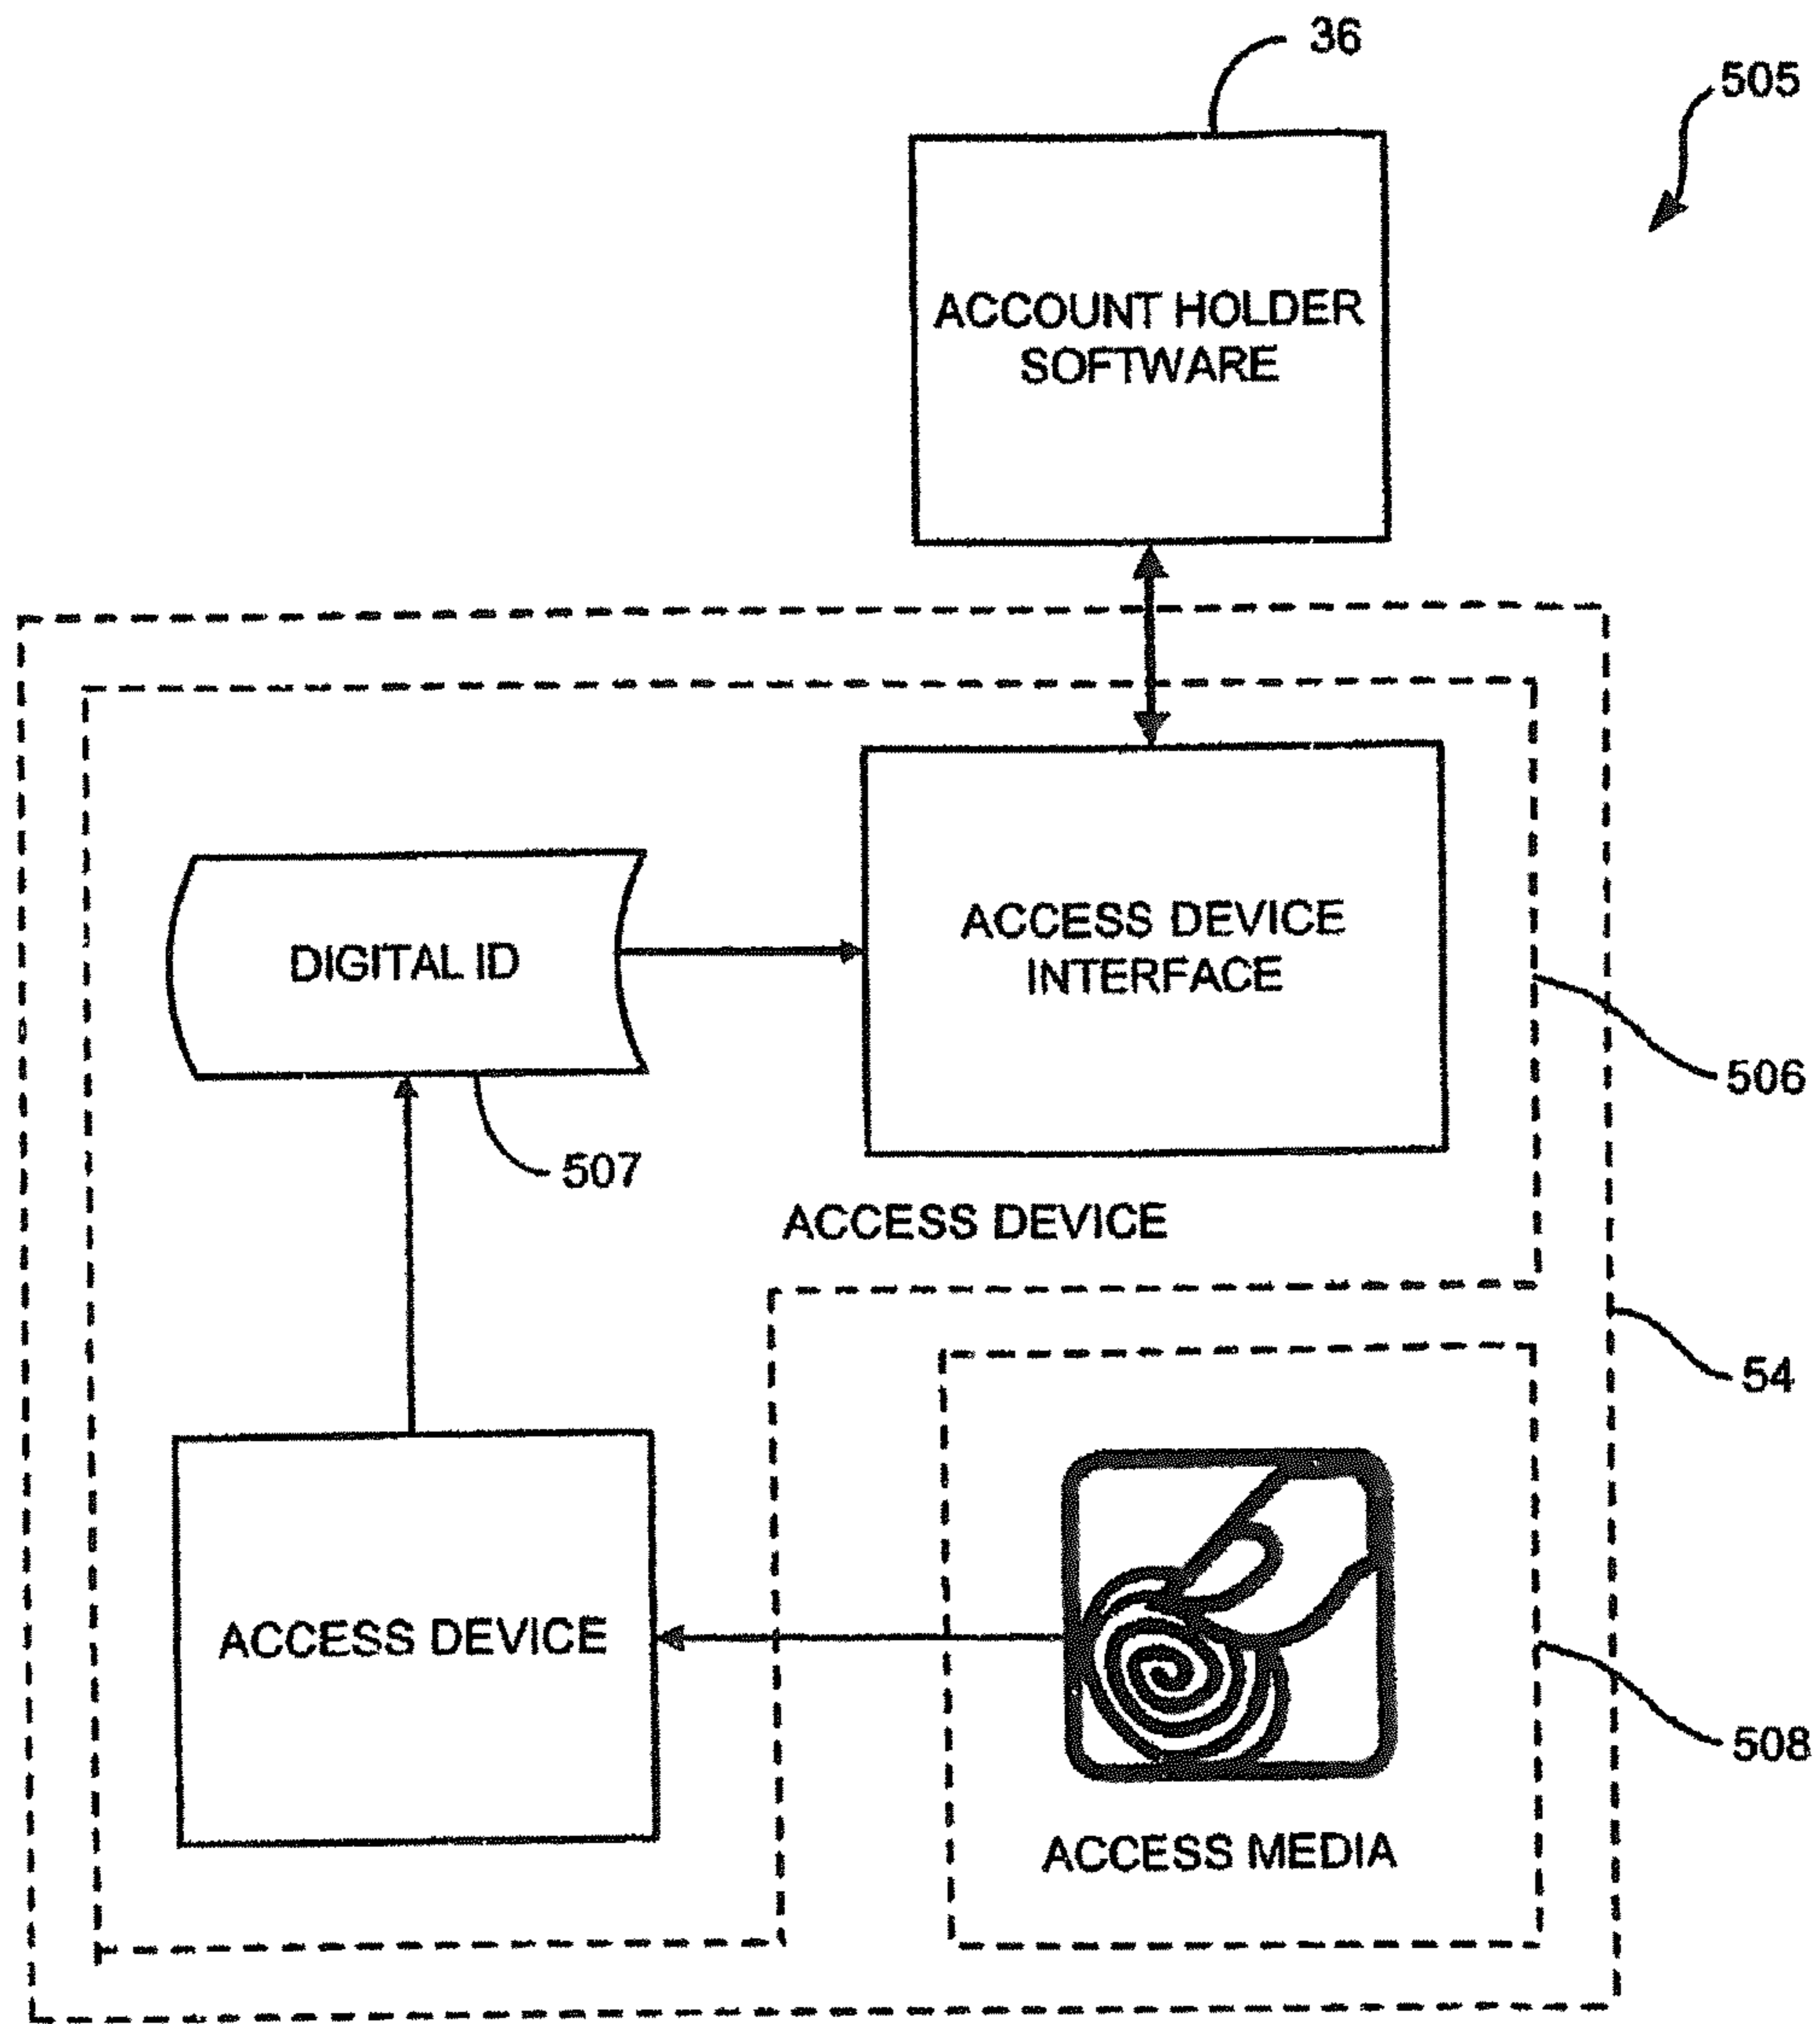 36
505
ACCOUNT HOLDER
SOFTWARE
ACCESS DEVICE
INTERFACE
DIGITAL ID
506
507
ACCESS DEVICE
54
ACCESS DEVICE
508
ACCESS MEDIA